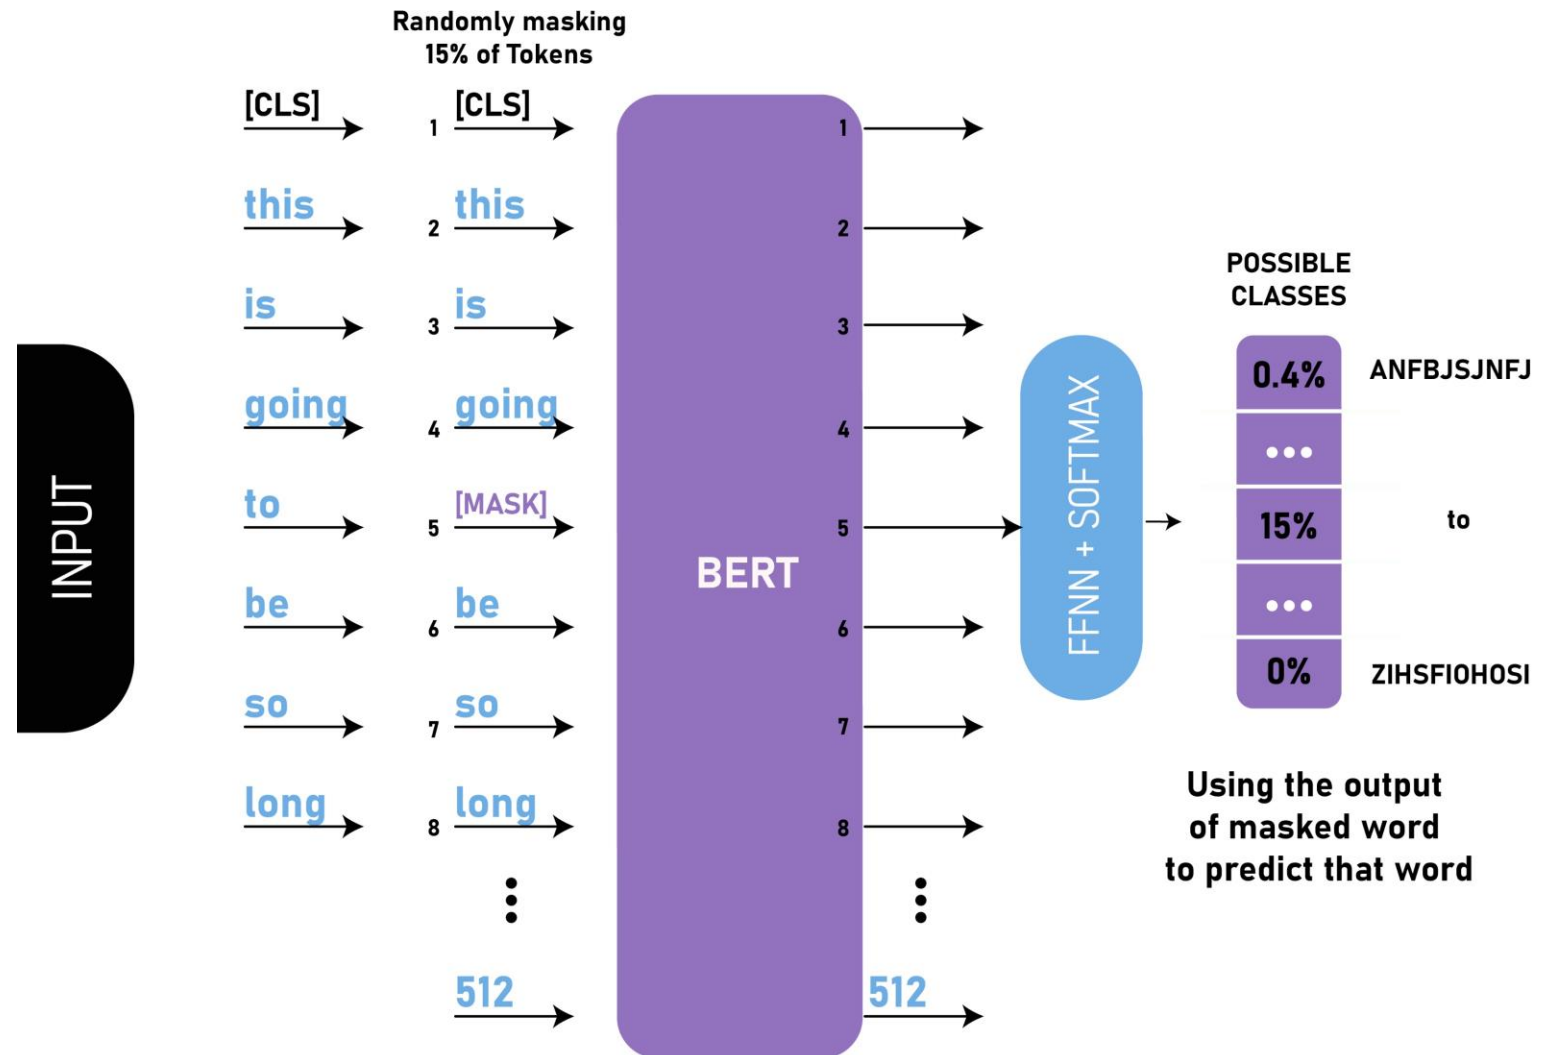 Randomly masking
15% of Tokens
INPUT
[CLS]
this
is
going
to
be
so
long
1 [CLS]
2 this
3 is
4 going
5 [MASK]
6 be
7 so
8 long
512
BERT
1
2
3
4
5
6
7
8
512
FFNN + SOFTMAX
POSSIBLE
CLASSES
0.4% ANFBJSJNFJ
15% to
0% ZIHSFIOHOSI
Using the output
of masked word
to predict that word